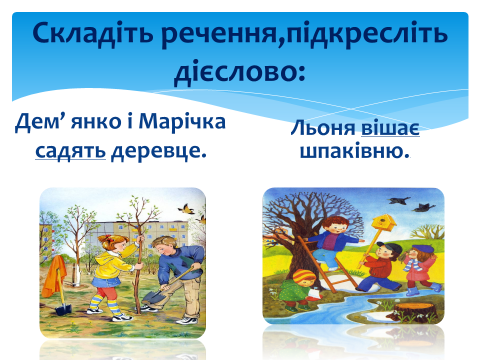 Складіть речення,підкресліть
дієслово:
Дем’ янко і Марічка
садять деревце.
Льоня вішає
шпаківню.